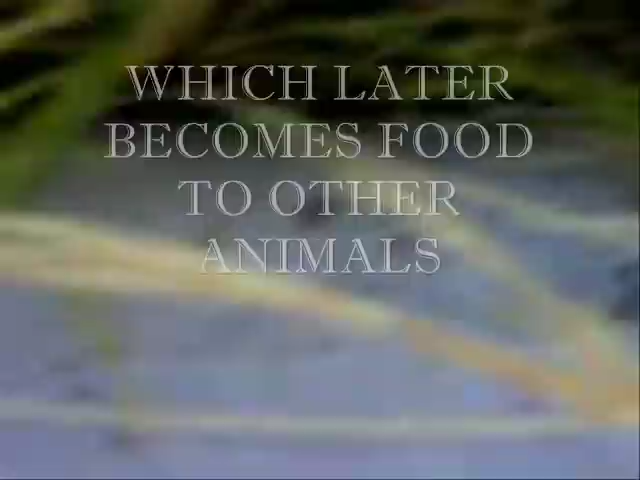 WHICH LATER
BECOMES FOOD
TO OTHER
ANIMALS